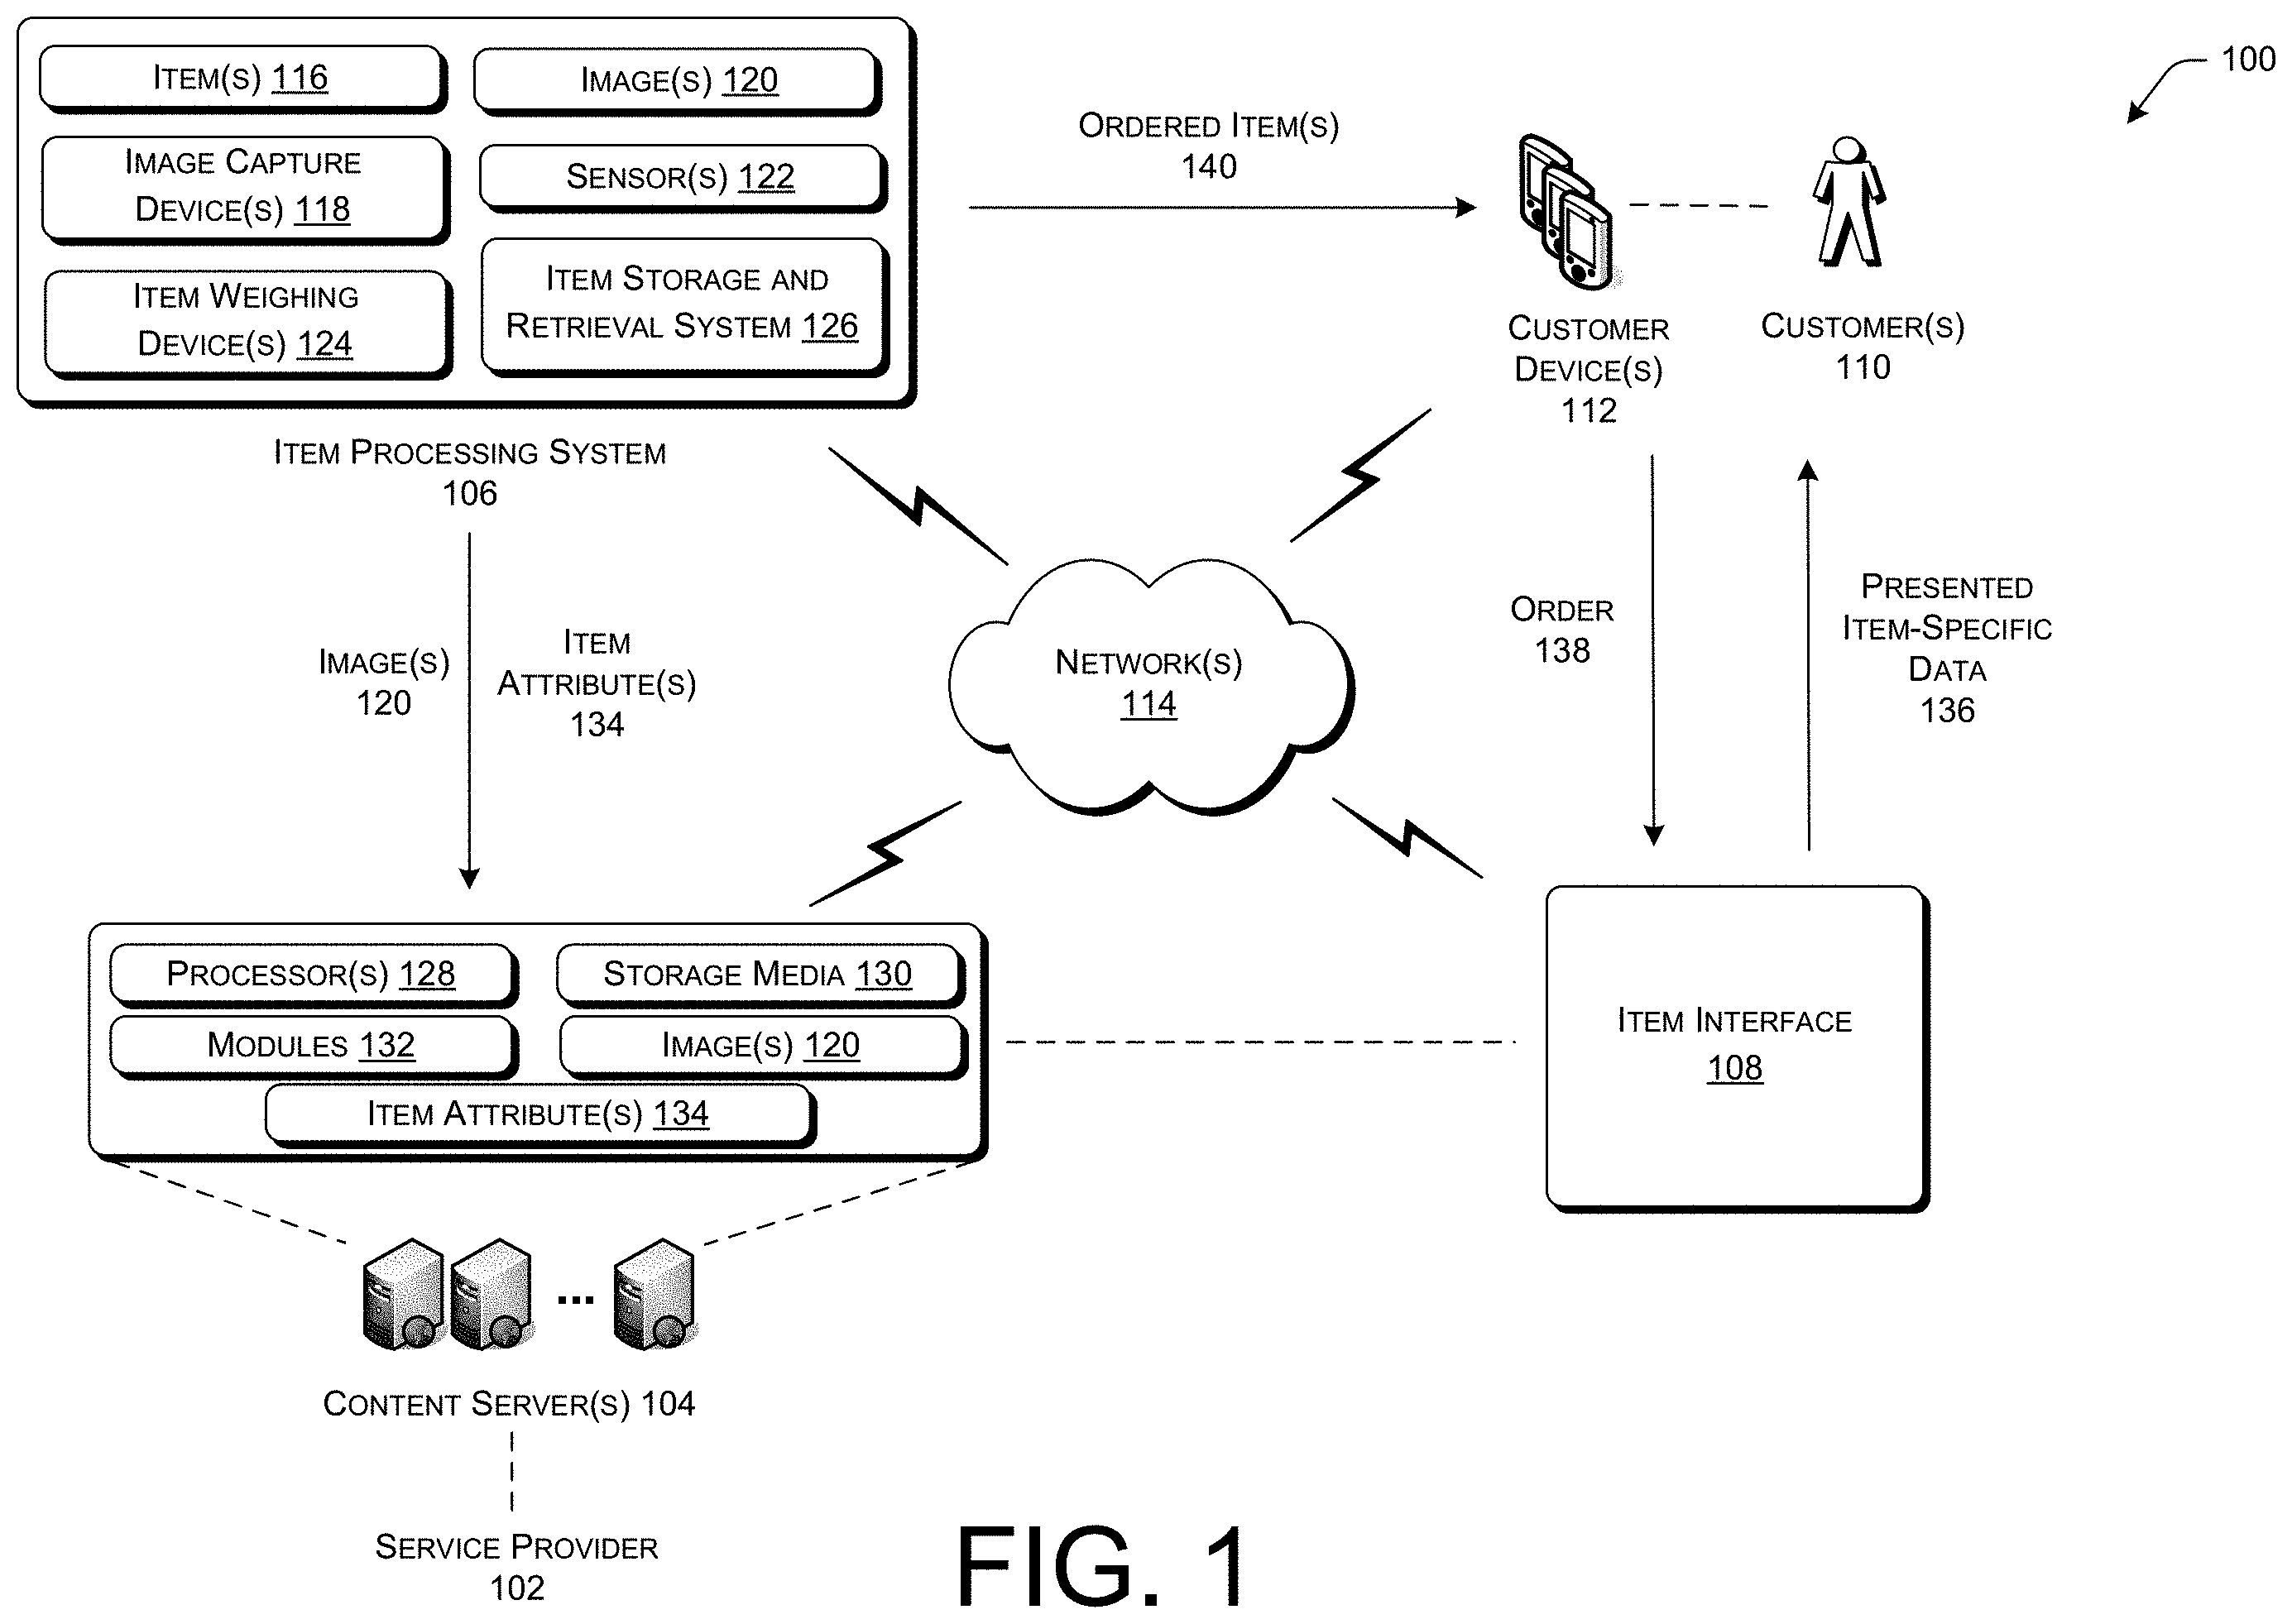 100
ITEM(S) 116
IMAGE(S) 120
IMAGE CAPTURE
DEVICE(S) 118
SENSOR(S) 122
ITEM WEIGHING
DEVICE(S) 124
ITEM STORAGE AND
RETRIEVAL SYSTEM 126
ITEM PROCESSING SYSTEM
106
ORDERED ITEM(S)
140
CUSTOMER
DEVICE(S)
112
CUSTOMER(S)
110
IMAGE(S)
120
ITEM
ATTRIBUTE(S)
134
NETWORK(S)
114
ORDER
138
PRESENTED
ITEM-SPECIFIC
DATA
136
PROCESSOR(S) 128
STORAGE MEDIA 130
MODULES 132
IMAGE(S) 120
ITEM ATTRIBUTE(S) 134
ITEM INTERFACE
108
...
CONTENT SERVER(S) 104
SERVICE PROVIDER
102
FIG. 1